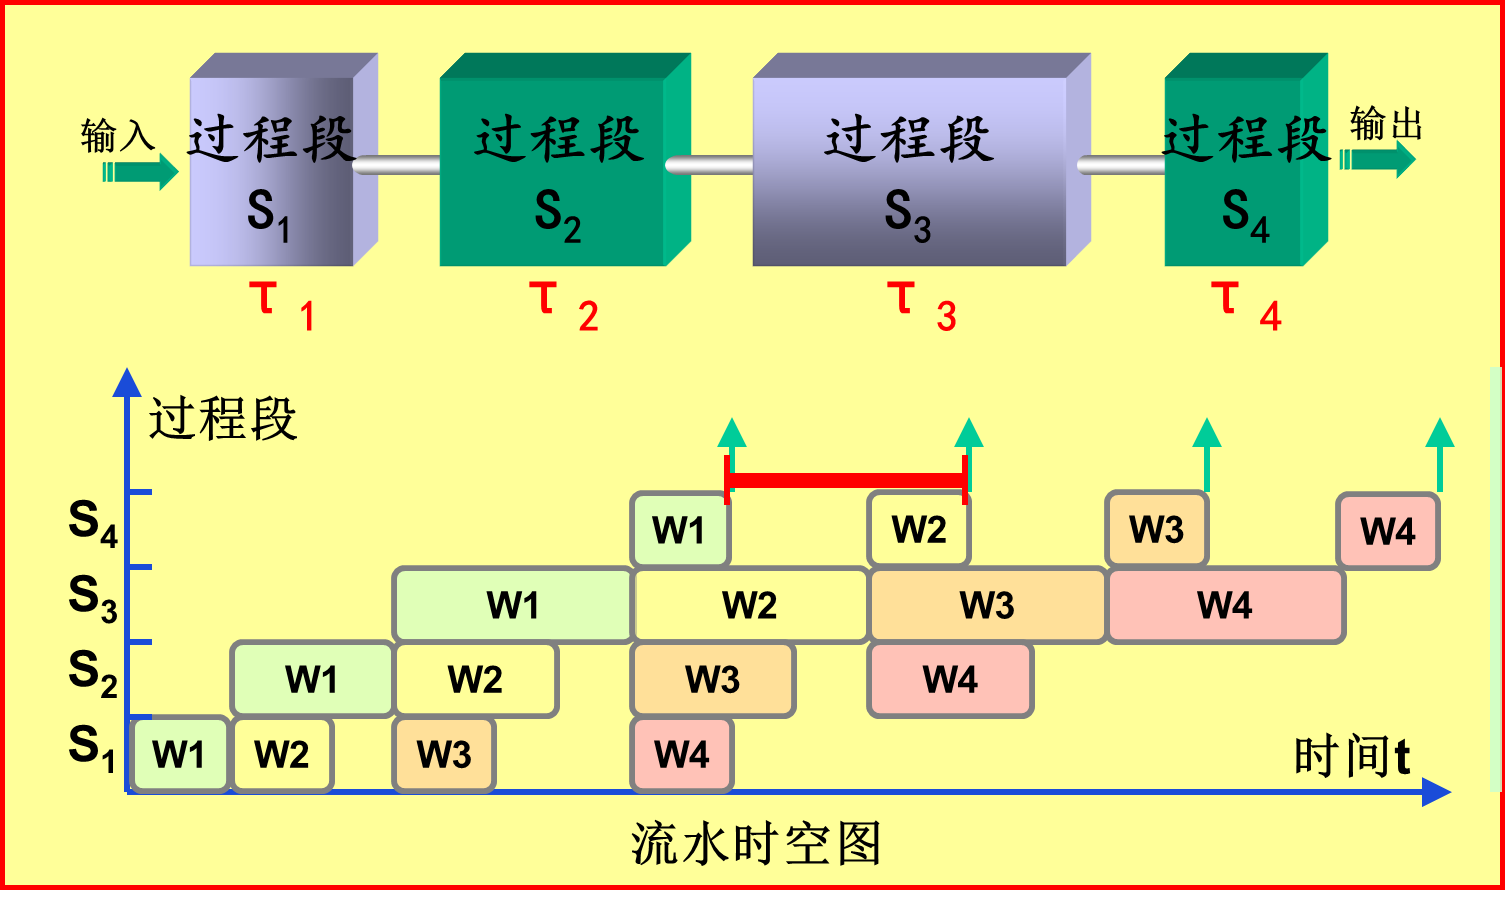 输入 过程段 过程段 过程段 过程段 输出
S1 S2 S3 S4
τ 1 τ 2 τ 3 τ 4
过程段
S4 W1 W2 W3 W4
S3 W1 W2 W3 W4
S2 W1 W2 W3 W4
S1 W1 W2 W3 W4
时间t
流水时空图